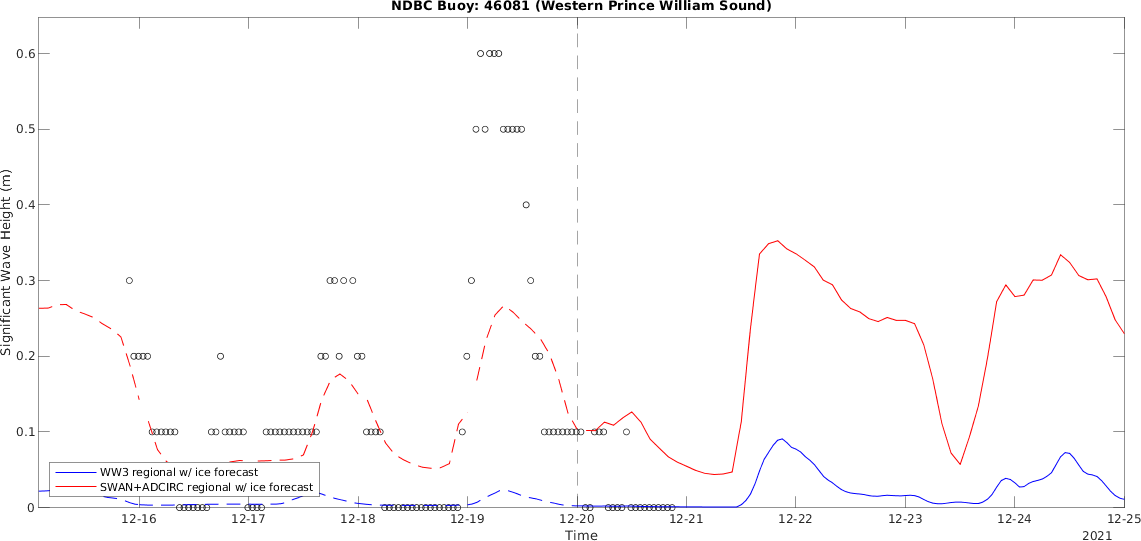 NDBC Buoy: 46081 (Western Prince William Sound)
Significant Wave Height (m)
0.6
0.5
0.4
0.3
0.2
0.1
0
WW3 regional w/ ice forecast
SWAN+ADCIRC regional w/ ice forecast
12-16 12-17 12-18 12-19 12-20 12-21 12-22 12-23 12-24 12-25
Time
2021